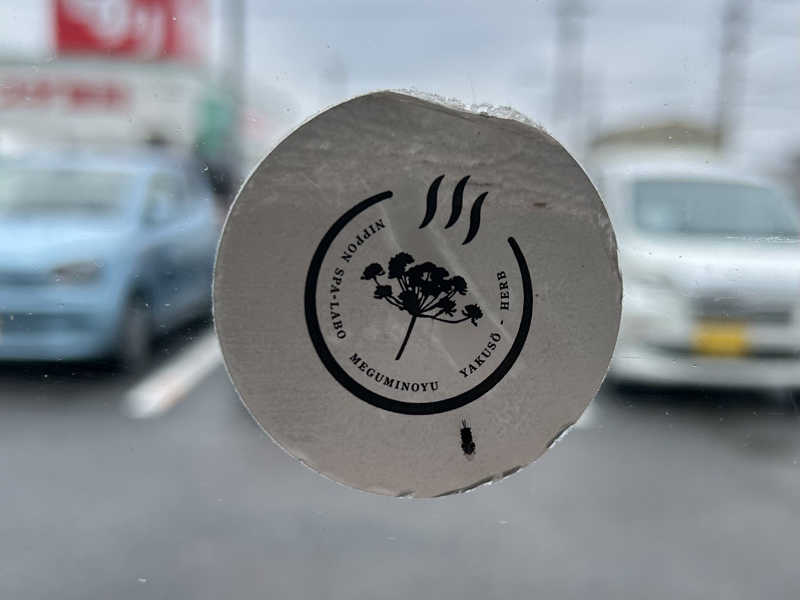 NIPPON SPA-LABO
MEGUMINOYU
YAKUSŌ - HERB